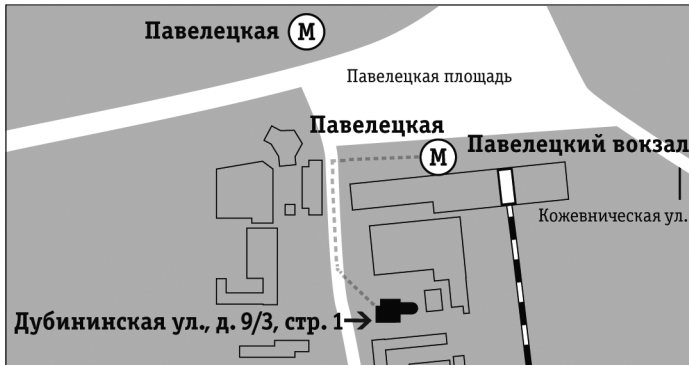 Павелецкая М
Павелецкая площадь
Павелецкая
М
Павелецкий вокзал
Кожевническая ул.
Дубининская ул., д. 9/3, стр. 1